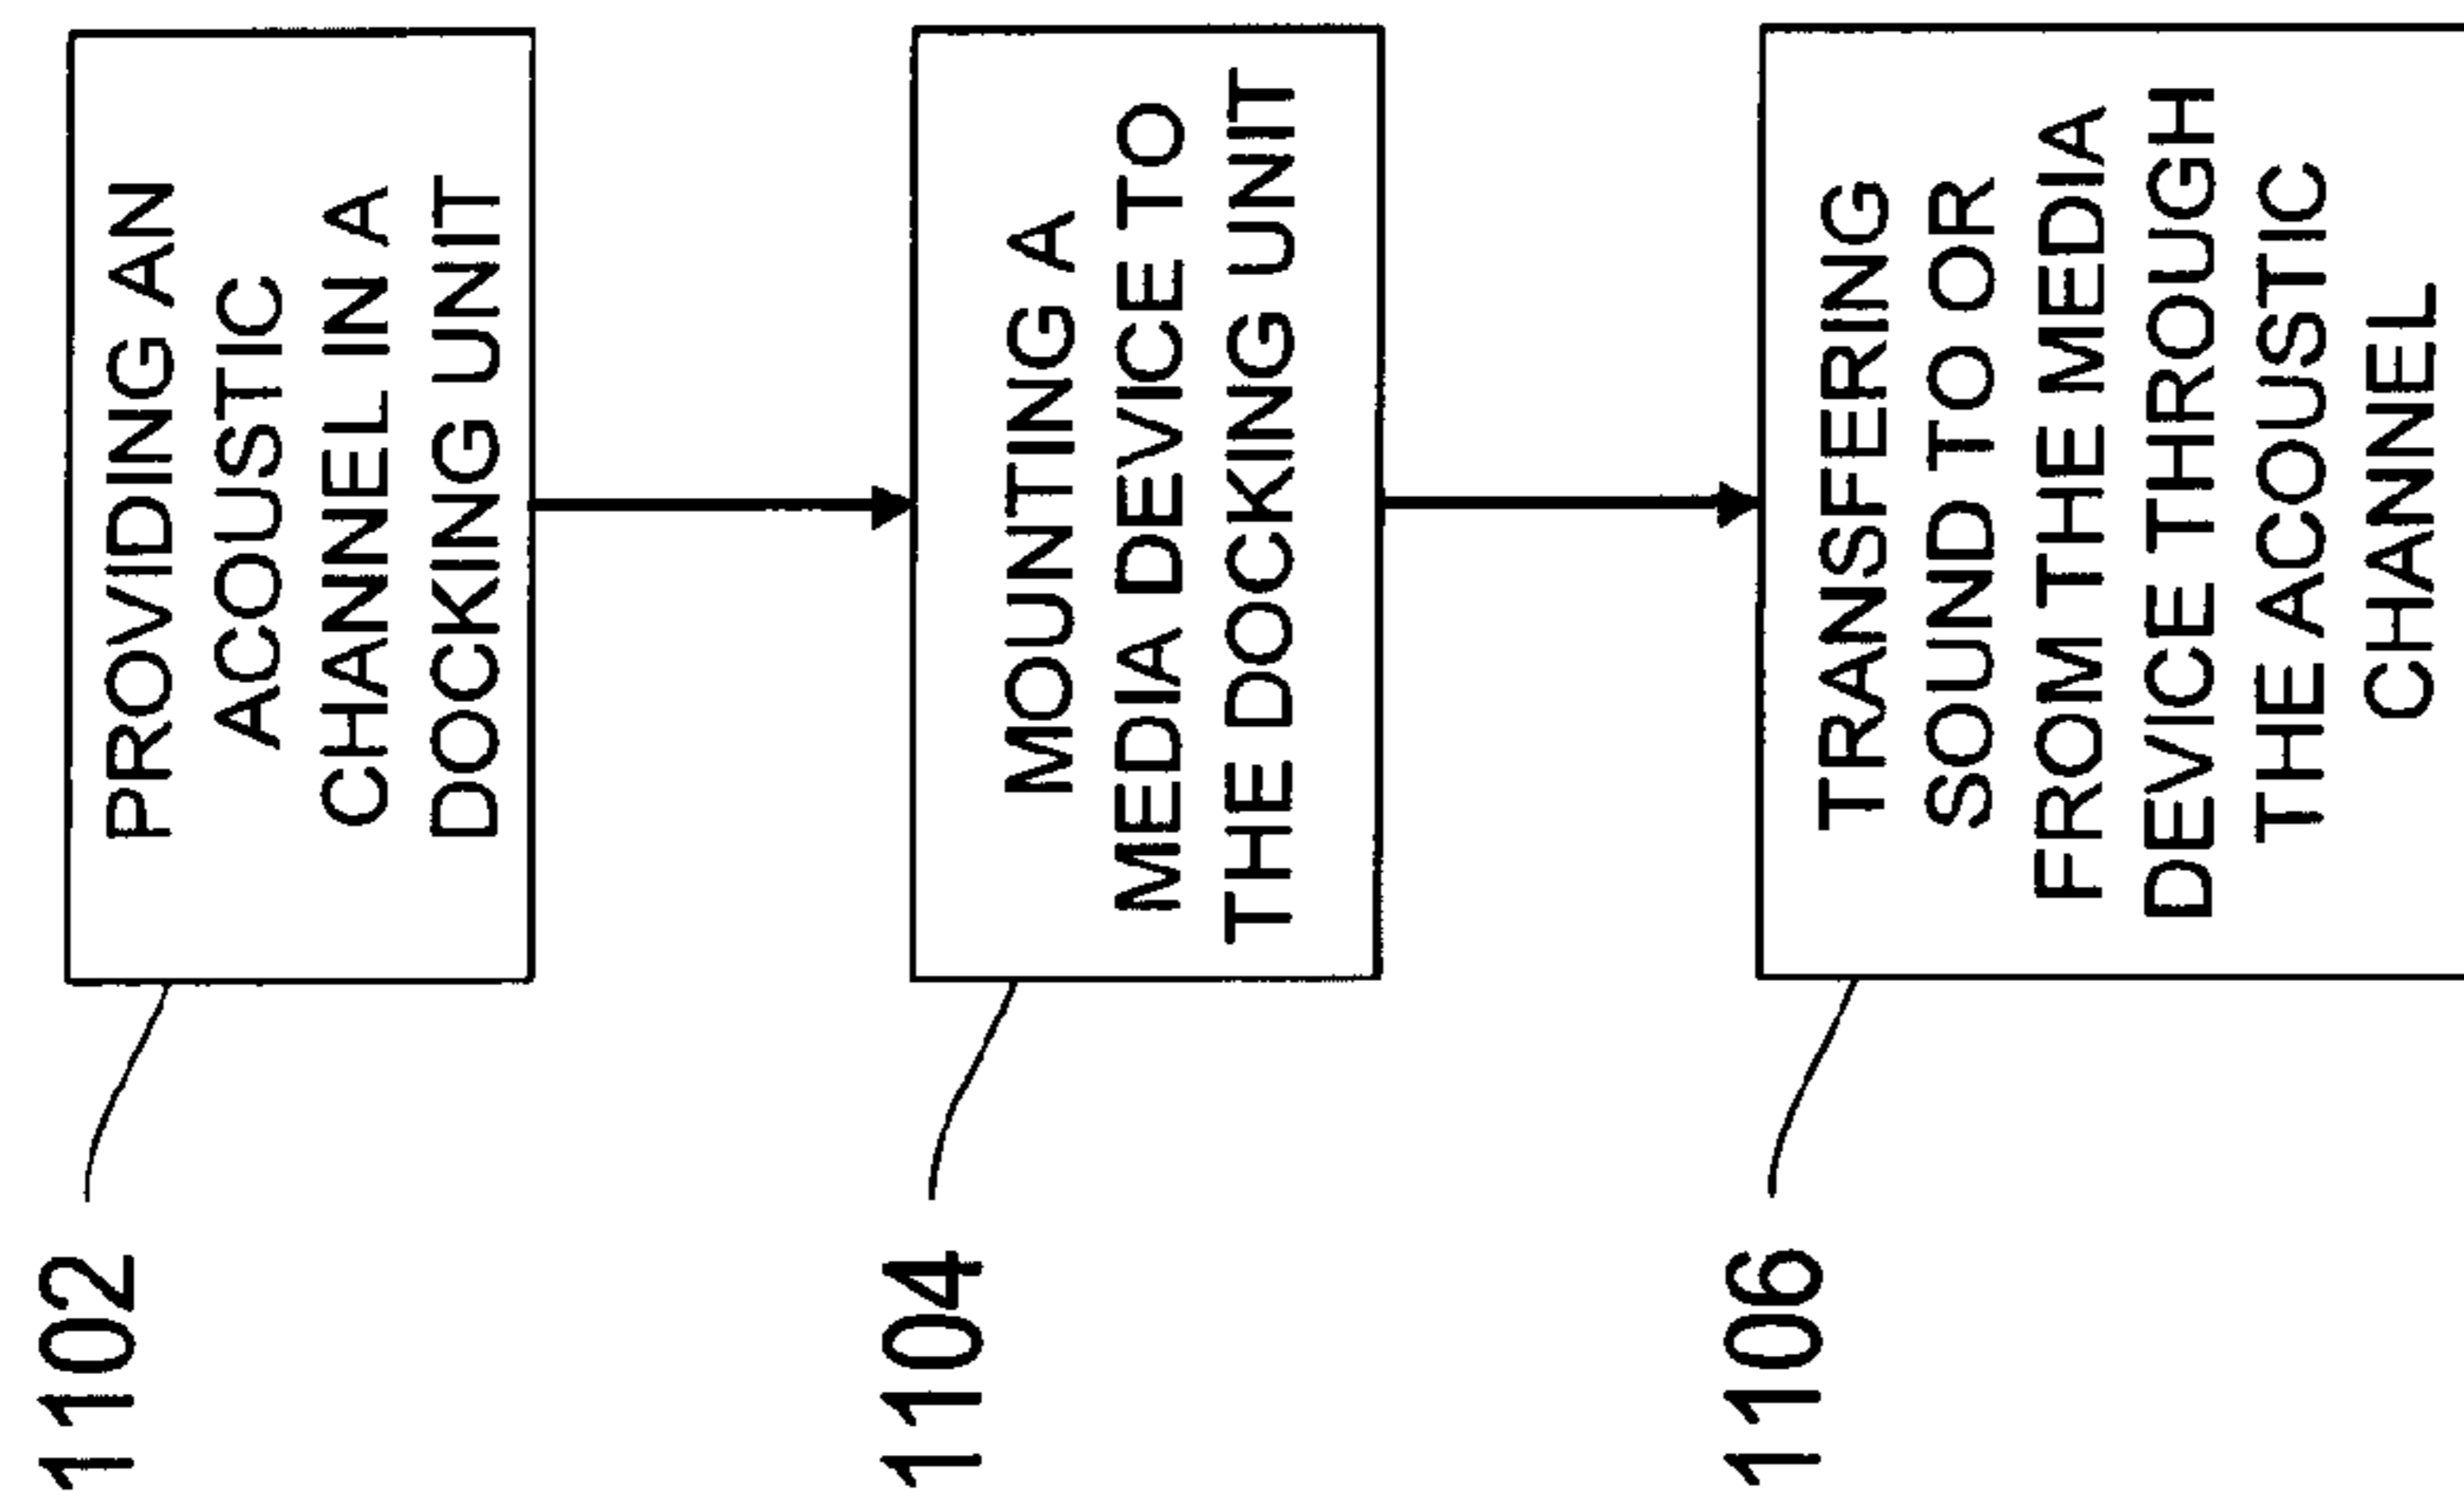 1102
PROVIDING AN
ACOUSTIC
CHANNEL IN A
DOCKING UNIT
1104
MOUNTING A
MEDIA DEVICE TO
THE DOCKING UNIT
1106
TRANSFERING
SOUND TO OR
FROM THE MEDIA
DEVICE THROUGH
THE ACOUSTIC
CHANNEL